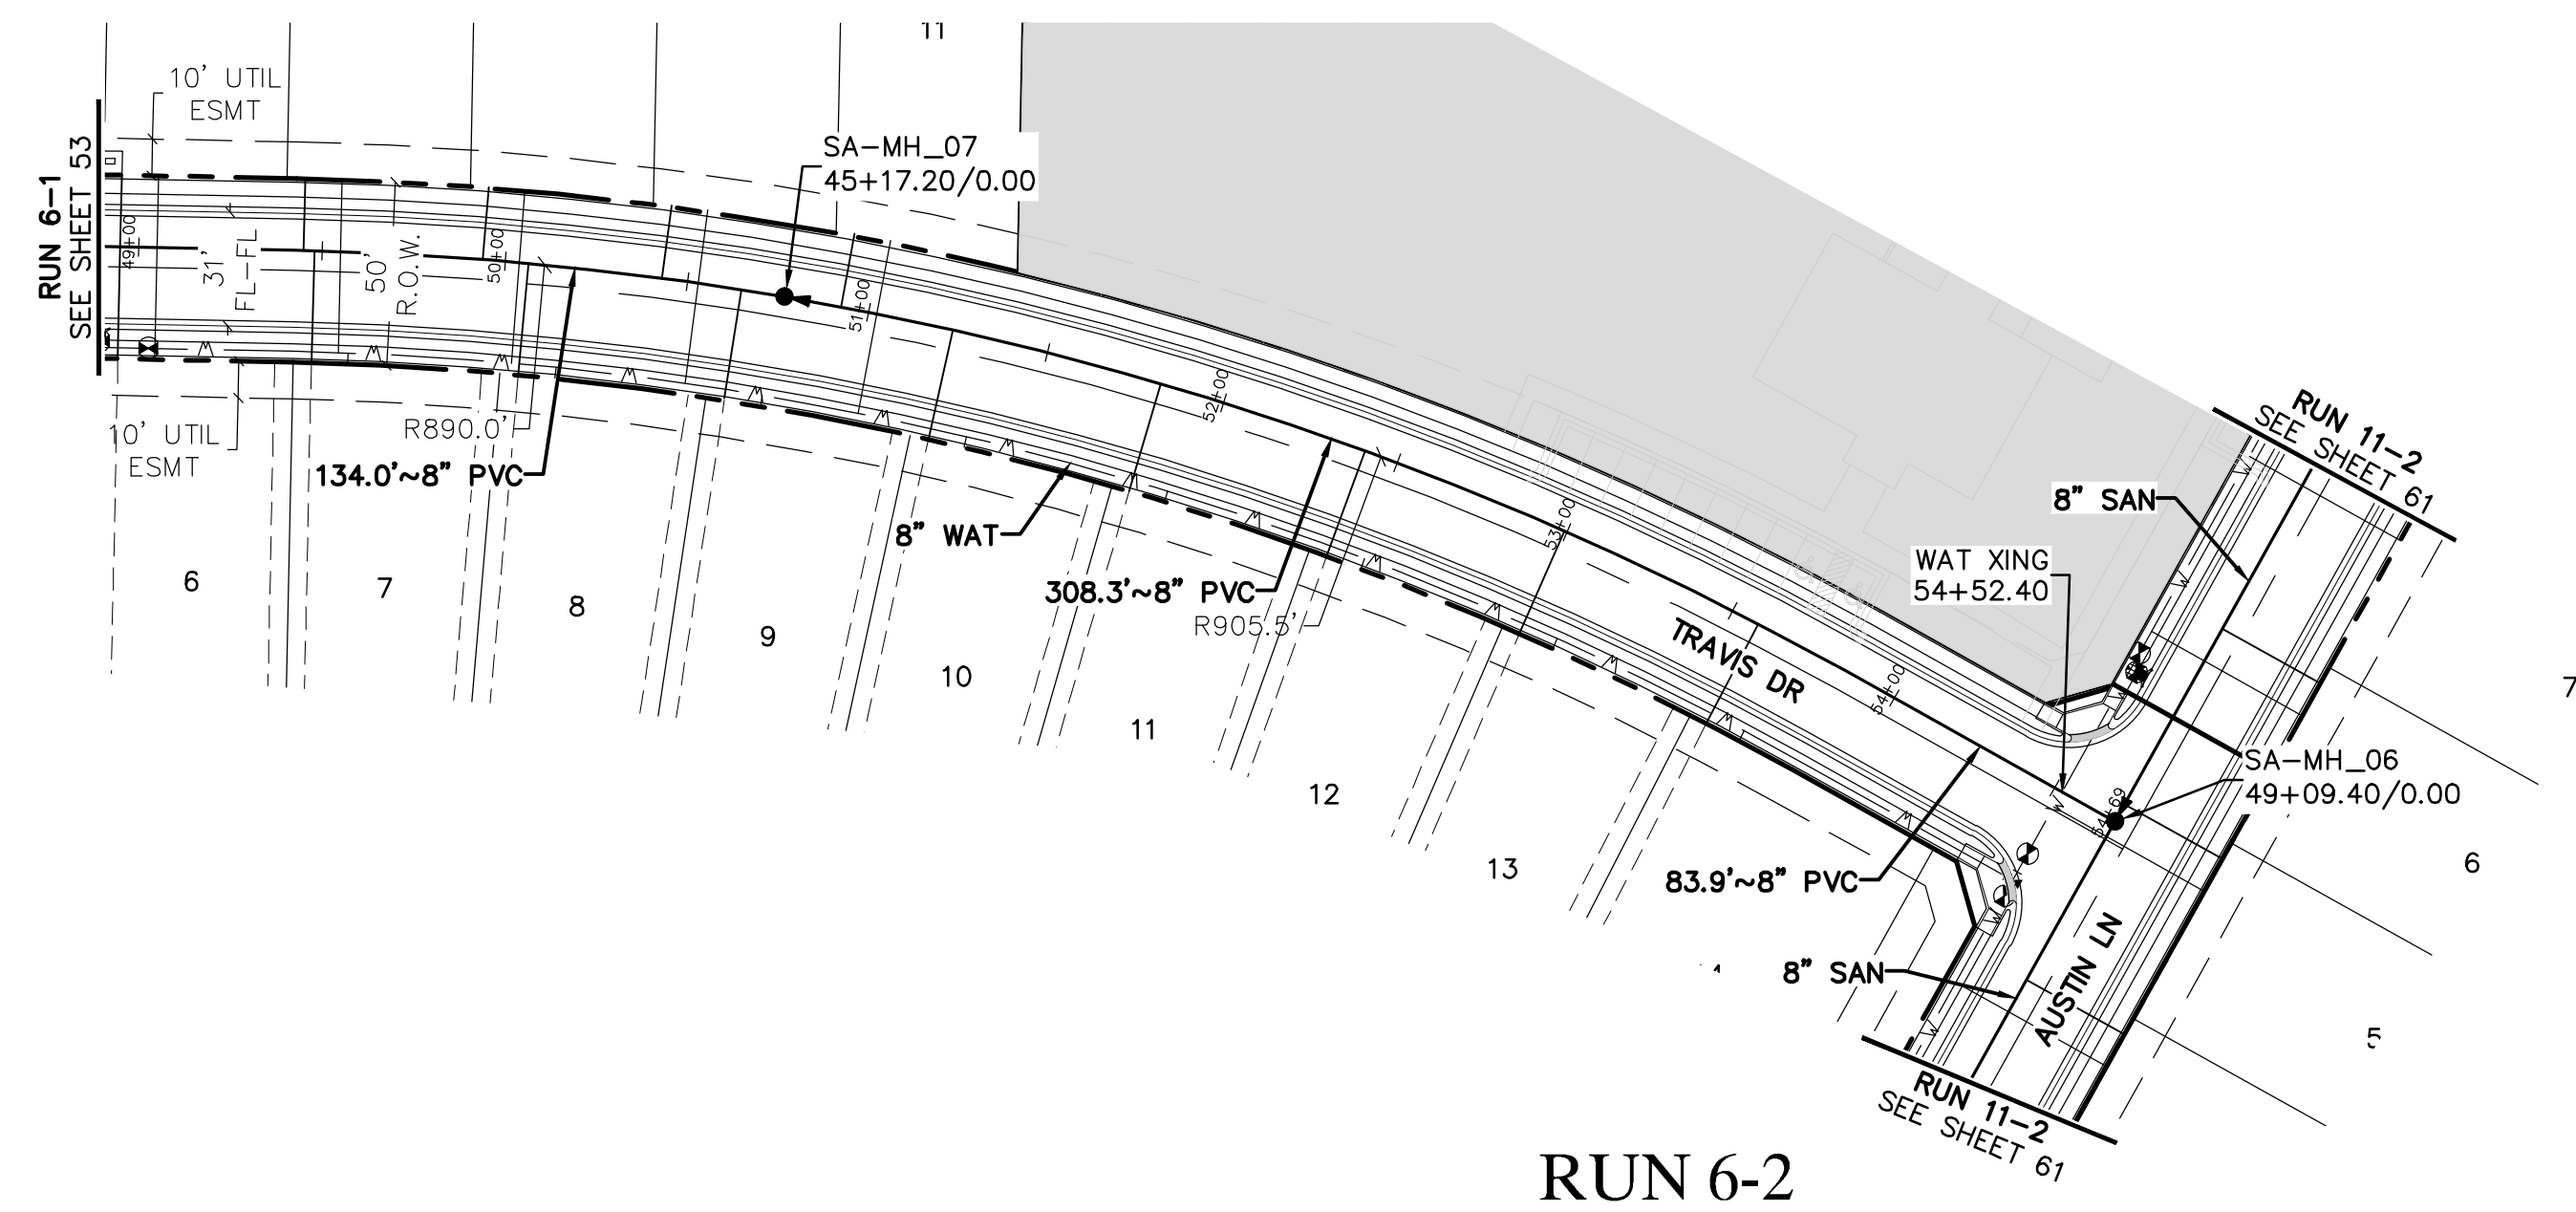 11
10' UTIL
ESMT
RUN 6-1
SEE SHEET 53
SA-MH_07
45+17.20/0.00
49+00
31'
FL-FL
50'
R.O.W.
50+00
51+00
52+00
53+00
54+00
54+69
10' UTIL
ESMT
R890.0'
134.0'~8" PVC
8" WAT
308.3'~8" PVC
R905.5'
TRAVIS DR
WAT XING
54+52.40
8" SAN
RUN 11-2
SEE SHEET 61
6
7
8
9
10
11
12
13
7
SA-MH_06
49+09.40/0.00
6
83.9'~8" PVC
8" SAN
AUSTIN LN
5
RUN 11-2
SEE SHEET 61
RUN 6-2